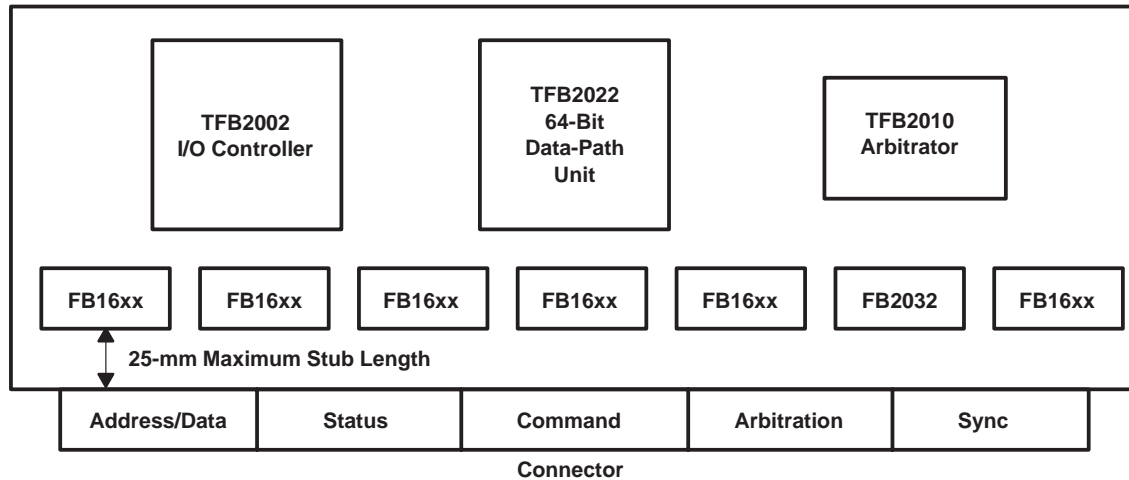 TFB2002
I/O Controller
TFB2022
64-Bit
Data-Path
Unit
TFB2010
Arbitrator
FB16xx
FB16xx
FB16xx
FB16xx
FB16xx
FB2032
FB16xx
25-mm Maximum Stub Length
Address/Data
Status
Command
Arbitration
Sync
Connector